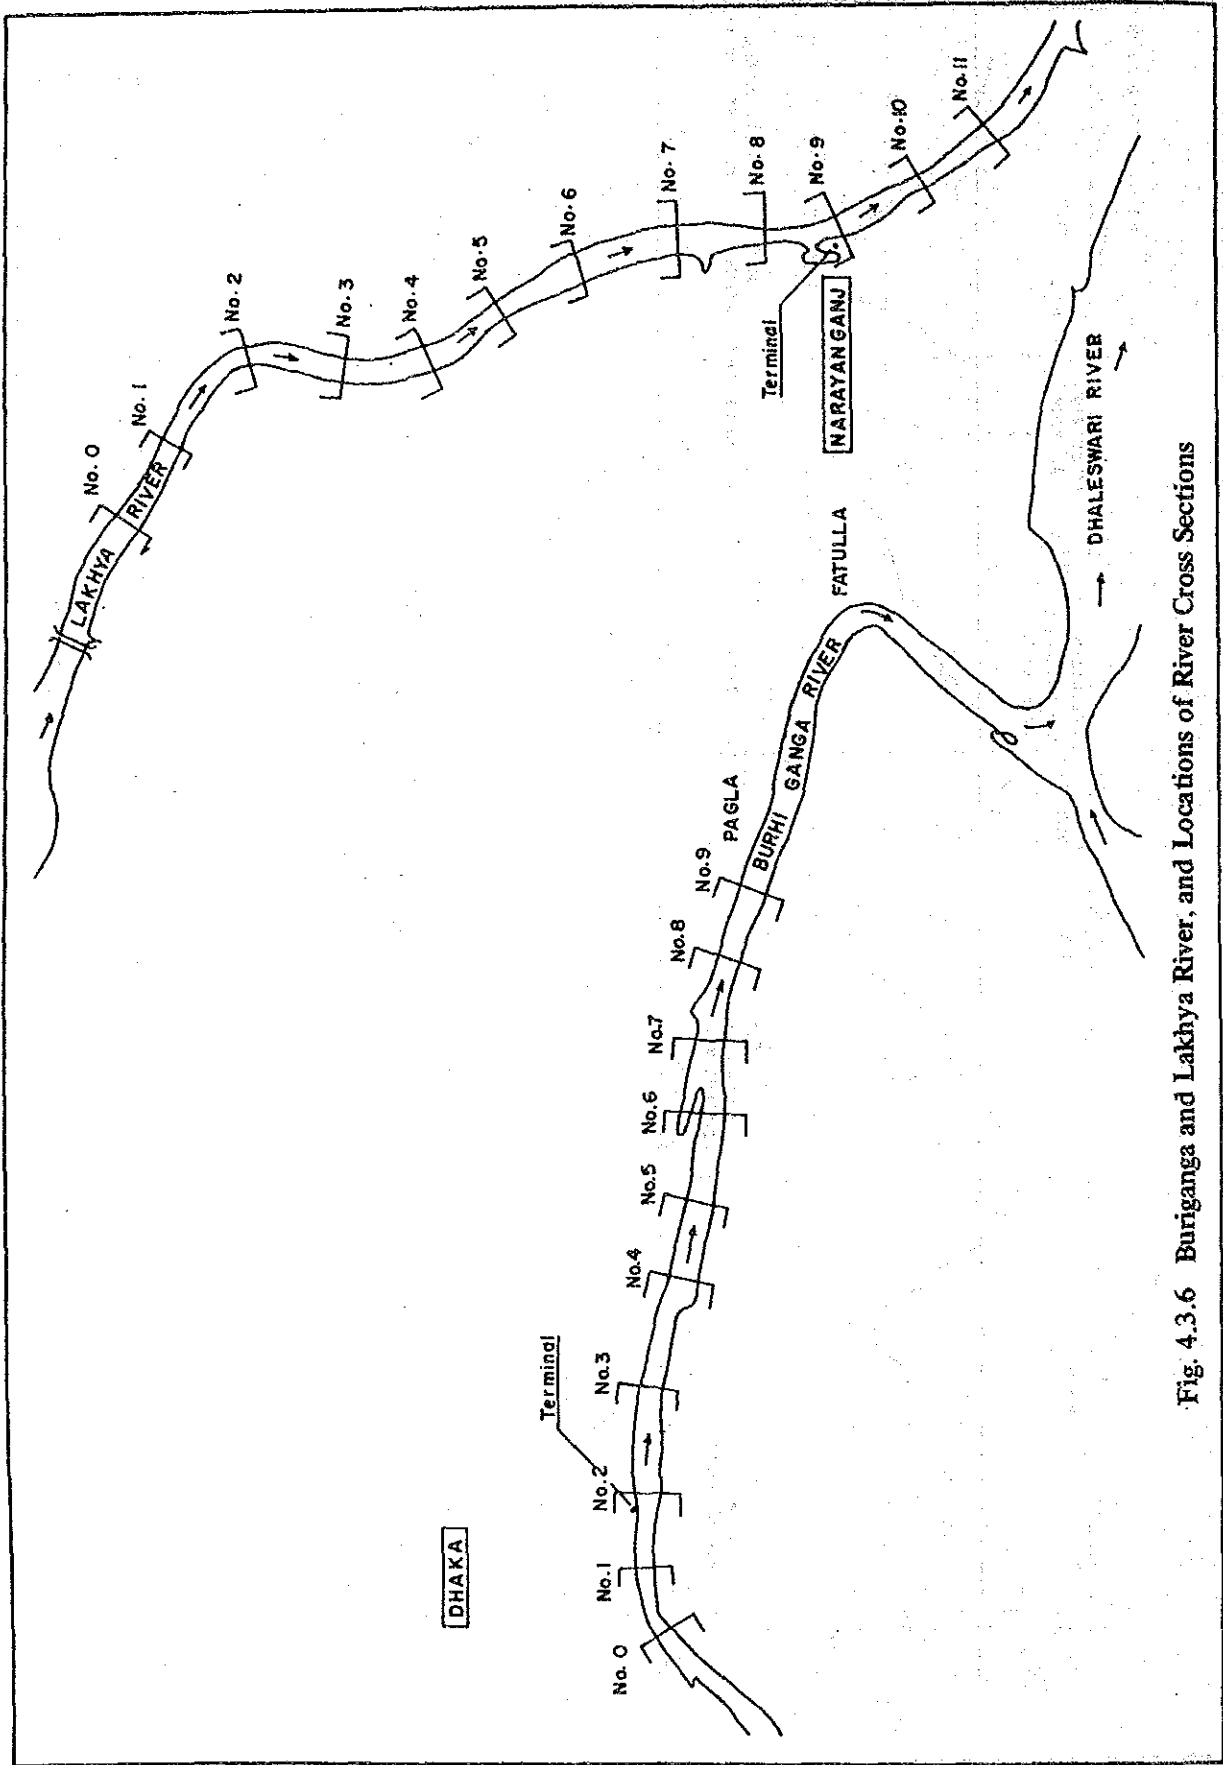 LAKHYA RIVER
No. 0
No. 1
No. 2
No. 3
No. 4
No. 5
No. 6
No. 7
No. 8
No. 9
No. 10
No. 11
Terminal
NARAYANGANJ
DHAKA
Terminal
No. 0
No. 1
No. 2
No. 3
No. 4
No. 5
No. 6
No. 7
No. 8
No. 9
PAGLA
BURHI GANGA RIVER
FATULLA
DHALESWARI RIVER
Fig. 4.3.6 Buriganga and Lakhya River, and Locations of River Cross Sections